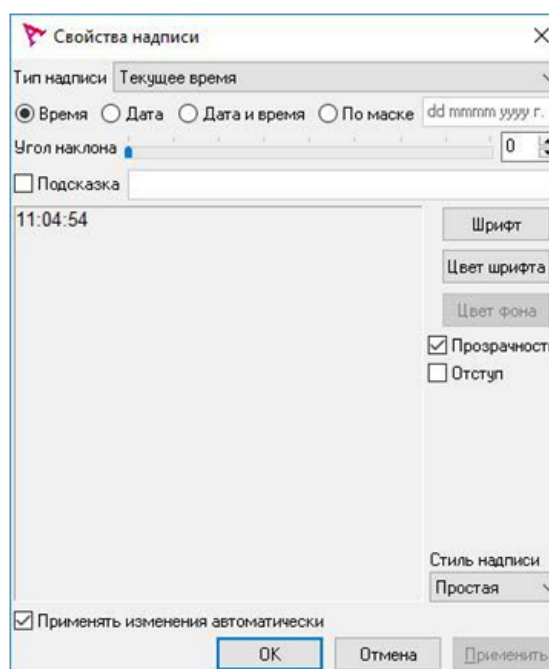 Свойства надписи
Тип надписи Текущее время
Время Дата Дата и время По маске dd mmmm yyyy г.
Угол наклона 0
Подсказка
11:04:54
Шрифт
Цвет шрифта
Цвет фона
Прозрачность
Отступ
Стиль надписи
Простая
Применять изменения автоматически
OK Отмена Применить